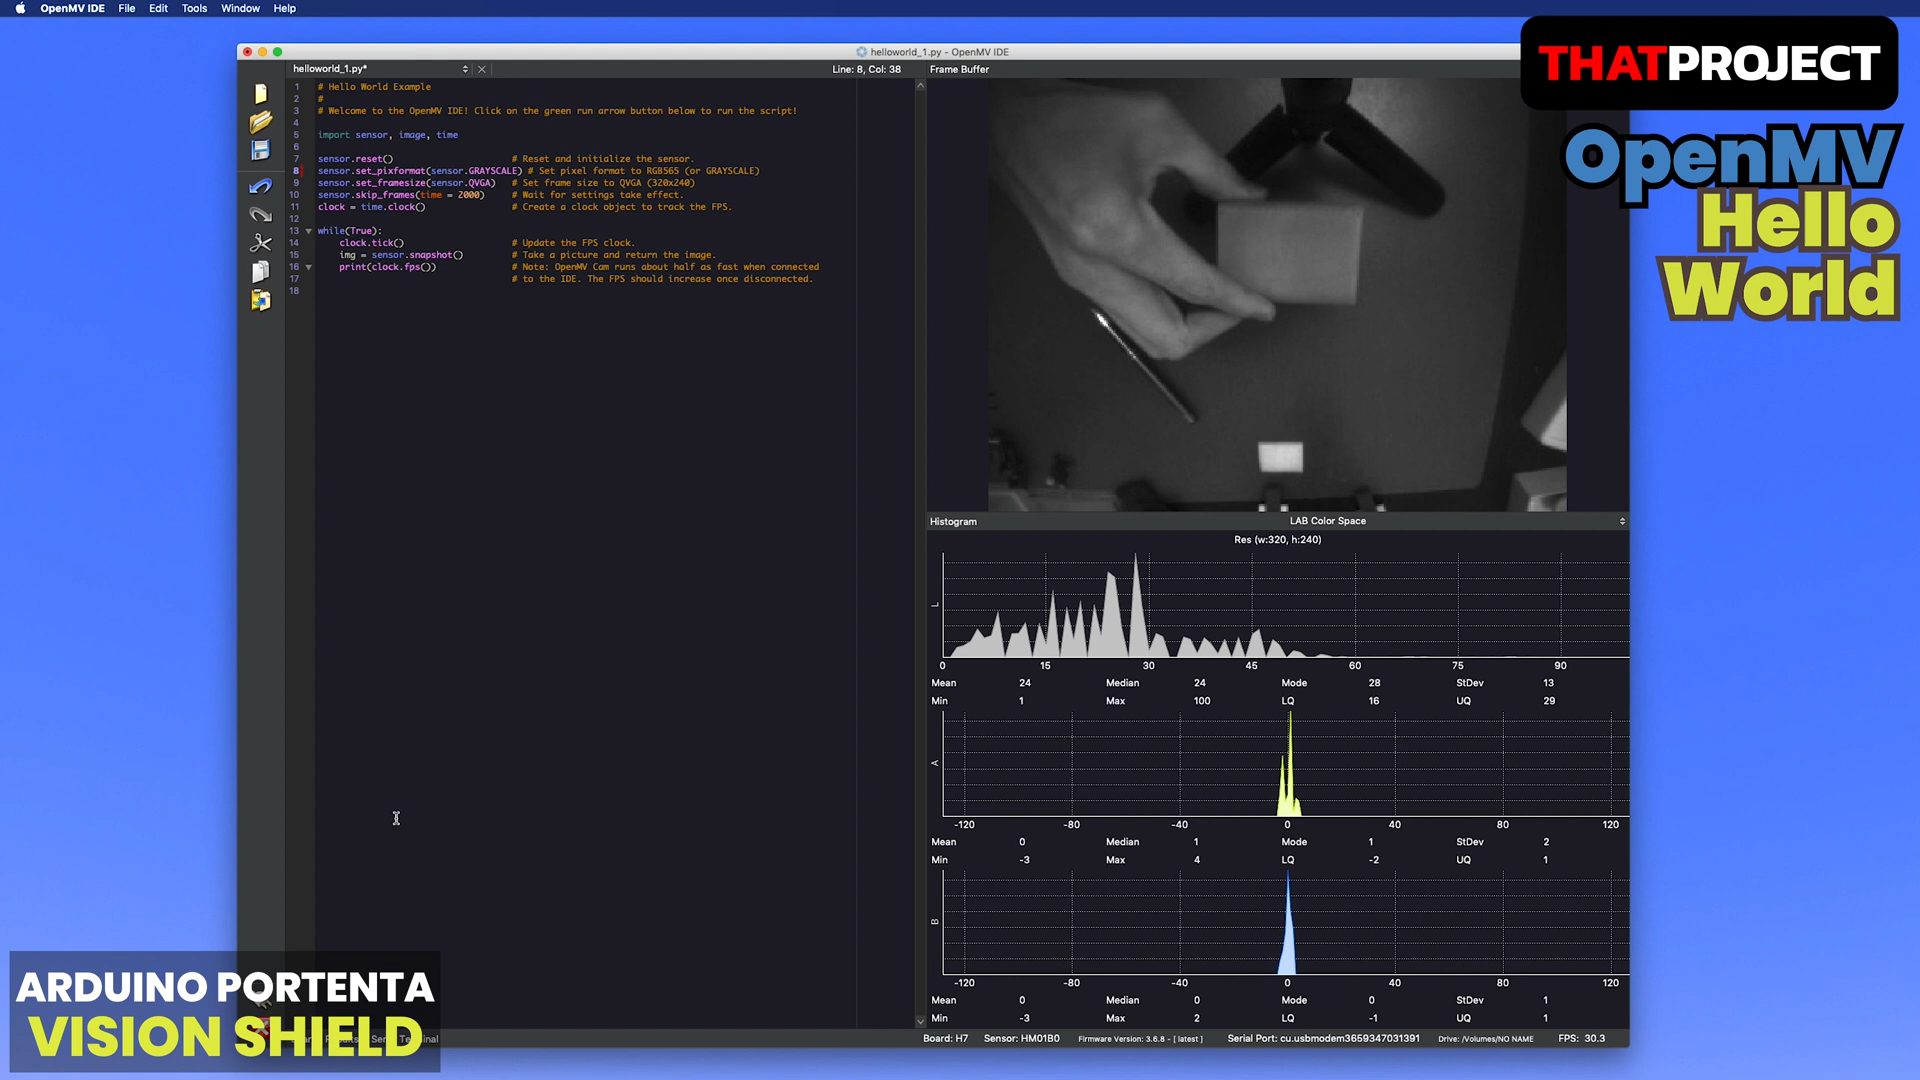 OpenMV IDE File Edit Tools Window Help
helloworld_1.py - OpenMV IDE
helloworld_1.py* Line: 8, Col: 38 Frame Buffer
1 # Hello World Example
2 #
3 # Welcome to the OpenMV IDE! Click on the green run arrow button below to run the script!
4
5 import sensor, image, time
6
7 sensor.reset() # Reset and initialize the sensor.
8 sensor.set_pixformat(sensor.GRAYSCALE) # Set pixel format to RGB565 (or GRAYSCALE)
9 sensor.set_framesize(sensor.QVGA) # Set frame size to QVGA (320x240)
10 sensor.skip_frames(time = 2000) # Wait for settings take effect.
11 clock = time.clock() # Create a clock object to track the FPS.
12
13 while(True):
14 clock.tick() # Update the FPS clock.
15 img = sensor.snapshot() # Take a picture and return the image.
16 print(clock.fps()) # Note: OpenMV Cam runs about half as fast when connected
17 # to the IDE. The FPS should increase once disconnected.
18
THATPROJECT
OpenMV
Hello
World
Histogram LAB Color Space
Res (w:320, h:240)
L
0 15 30 45 60 75 90
Mean 24 Median 24 Mode 28 StDev 13
Min 1 Max 100 LQ 16 UQ 29
A
-120 -80 -40 0 40 80 120
Mean 0 Median 1 Mode 1 StDev 2
Min -3 Max 4 LQ -2 UQ 1
B
-120 -80 -40 0 40 80 120
Mean 0 Median 0 Mode 0 StDev 1
Min -3 Max 2 LQ -1 UQ 1
Board: H7 Sensor: HM01B0 Firmware Version: 3.6.8 - [ latest ] Serial Port: cu.usbmodem3659347031391 Drive: /Volumes/NO NAME FPS: 30.3
ARDUINO PORTENTA
VISION SHIELD